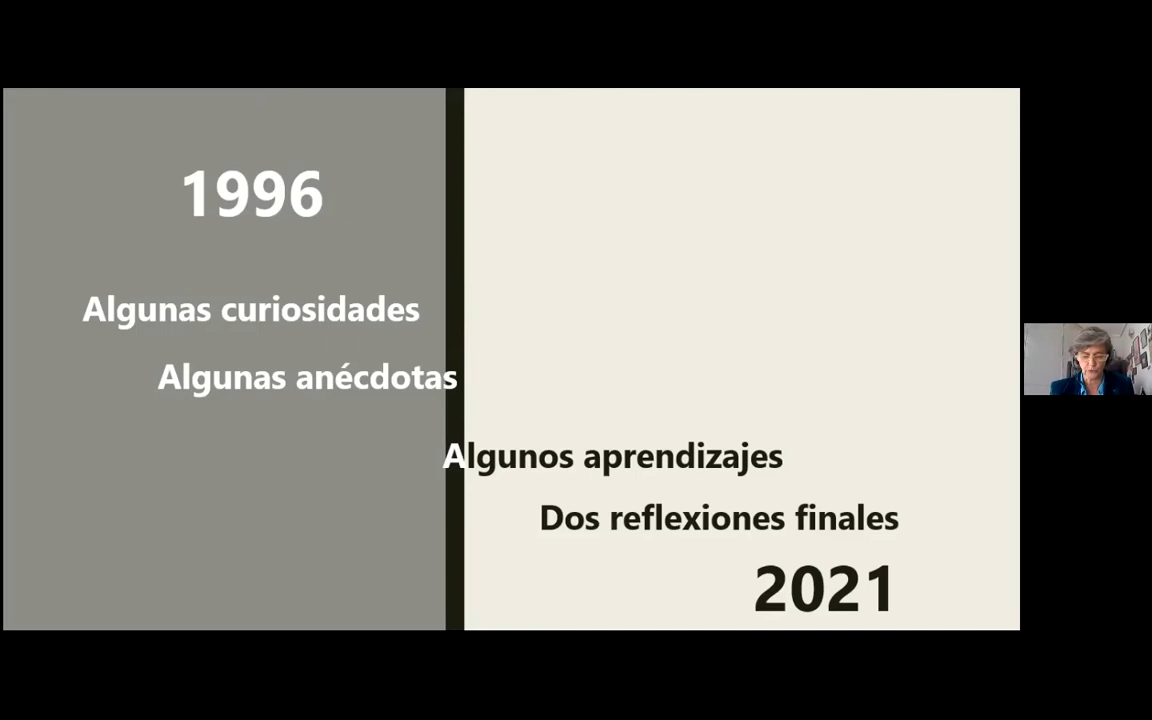 1996
Algunas curiosidades
Algunas anécdotas
Algunos aprendizajes
Dos reflexiones finales
2021